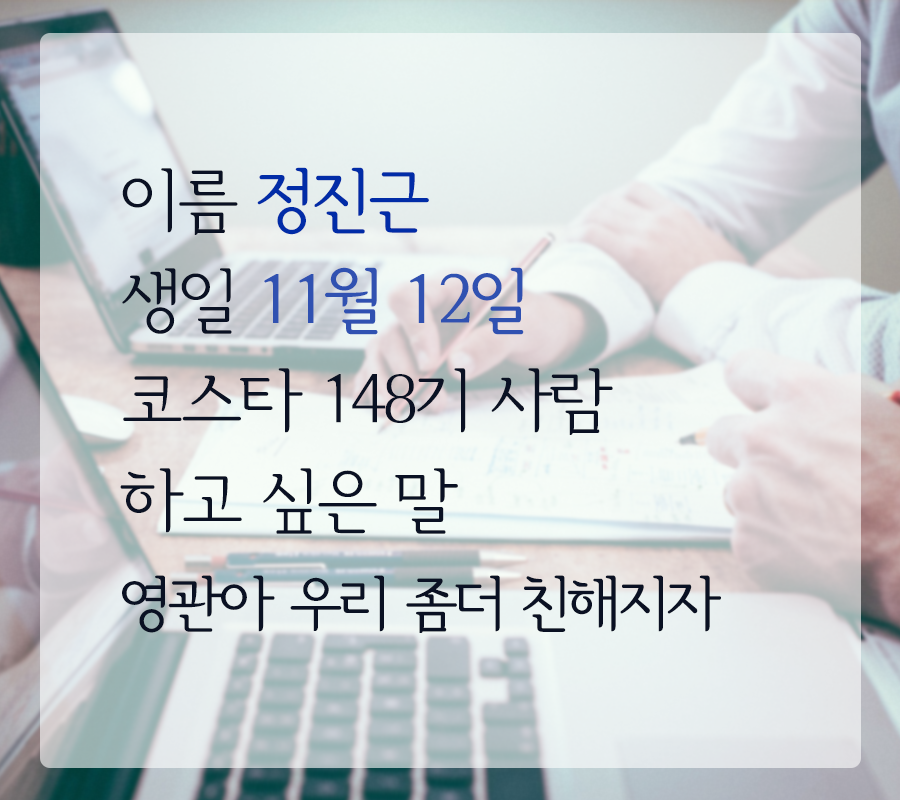 이름 정진근
생일 11월 12일
코스타 148기 사람
하고 싶은 말
영관아 우리 좀더 친해지자